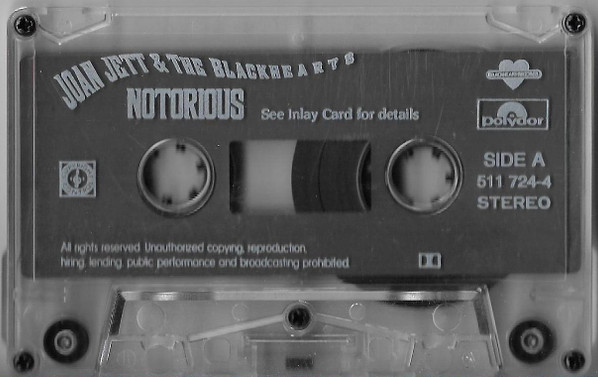 JOAN JETT & THE BLACKHEARTS
NOTORIOUS
See Inlay Card for details
polydor
SIDE A
511 724-4
STEREO
All rights reserved. Unauthorized copying, reproduction,
hiring, lending, public performance and broadcasting prohibited.